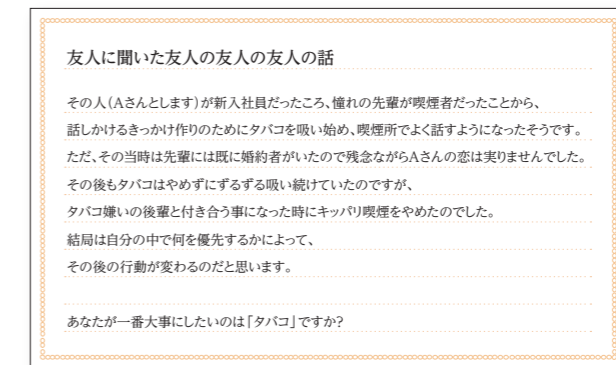 友人に聞いた友人の友人の友人の話
その人（Aさんとします）が新入社員だったころ、憧れの先輩が喫煙者だったことから、
話しかけるきっかけ作りのためにタバコを吸い始め、喫煙所でよく話すようになったそうです。
ただ、その当時は先輩には既に婚約者がいたので残念ながらAさんの恋は実りませんでした。
その後もタバコはやめずにずるずる吸い続けていたのですが、
タバコ嫌いの後輩と付き合う事になった時にキッパリ喫煙をやめたのでした。
結局は自分の中で何を優先するかによって、
その後の行動が変わるのだと思います。
あなたが一番大事にしたいのは「タバコ」ですか?